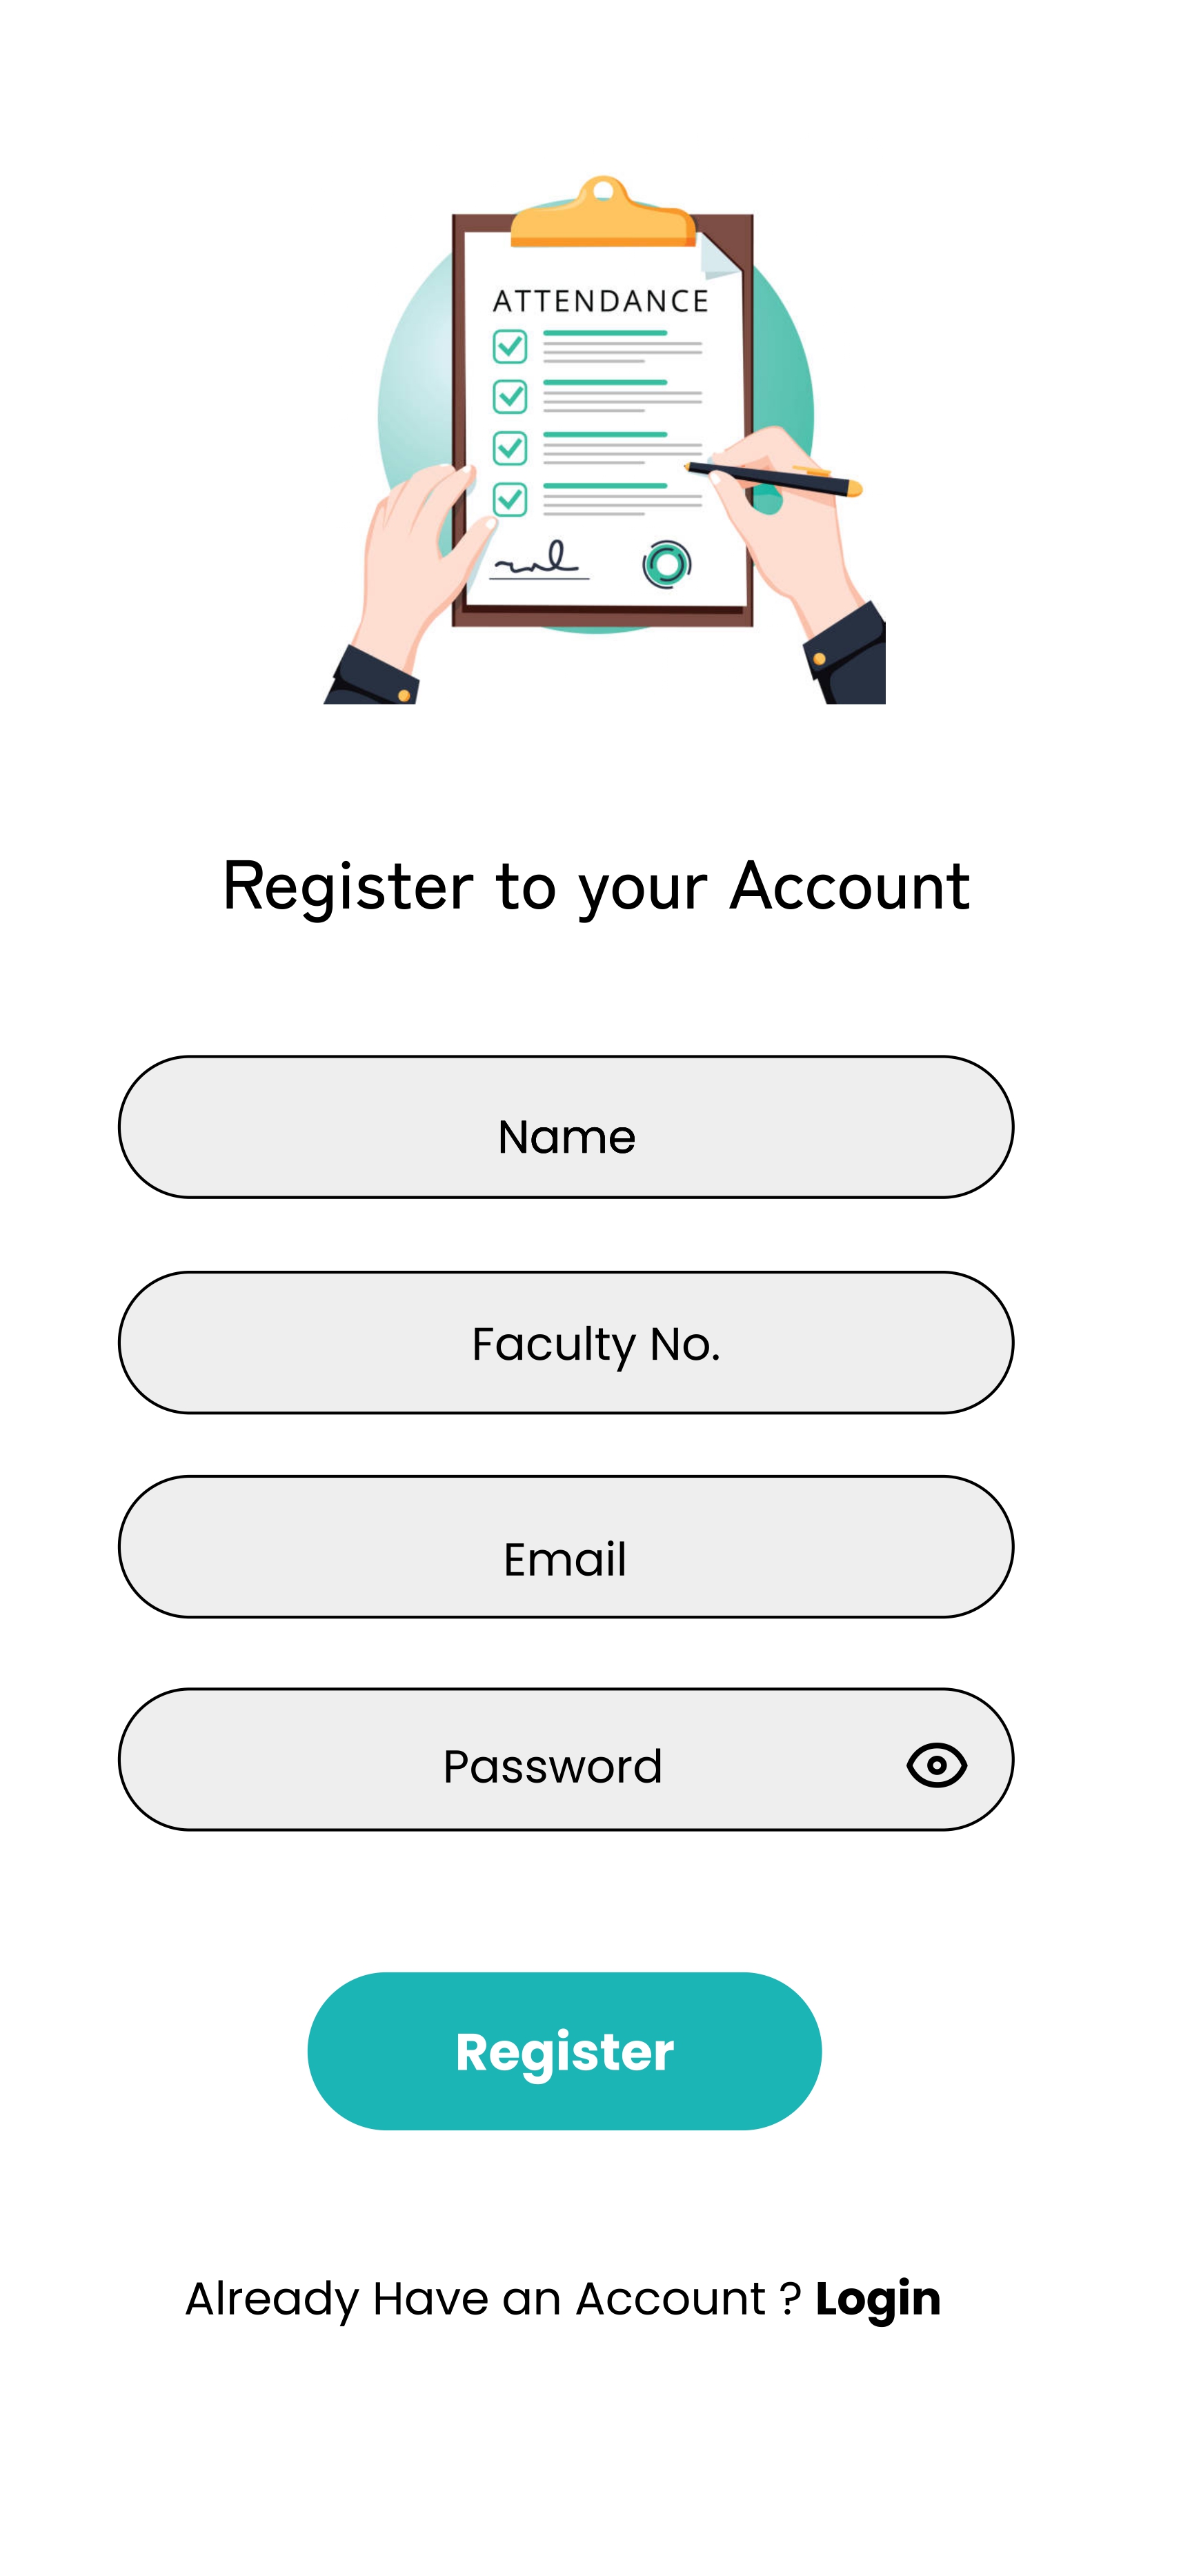 ATTENDANCE
Register to your Account
Name
Faculty No.
Email
Password
Register
Already Have an Account ? Login